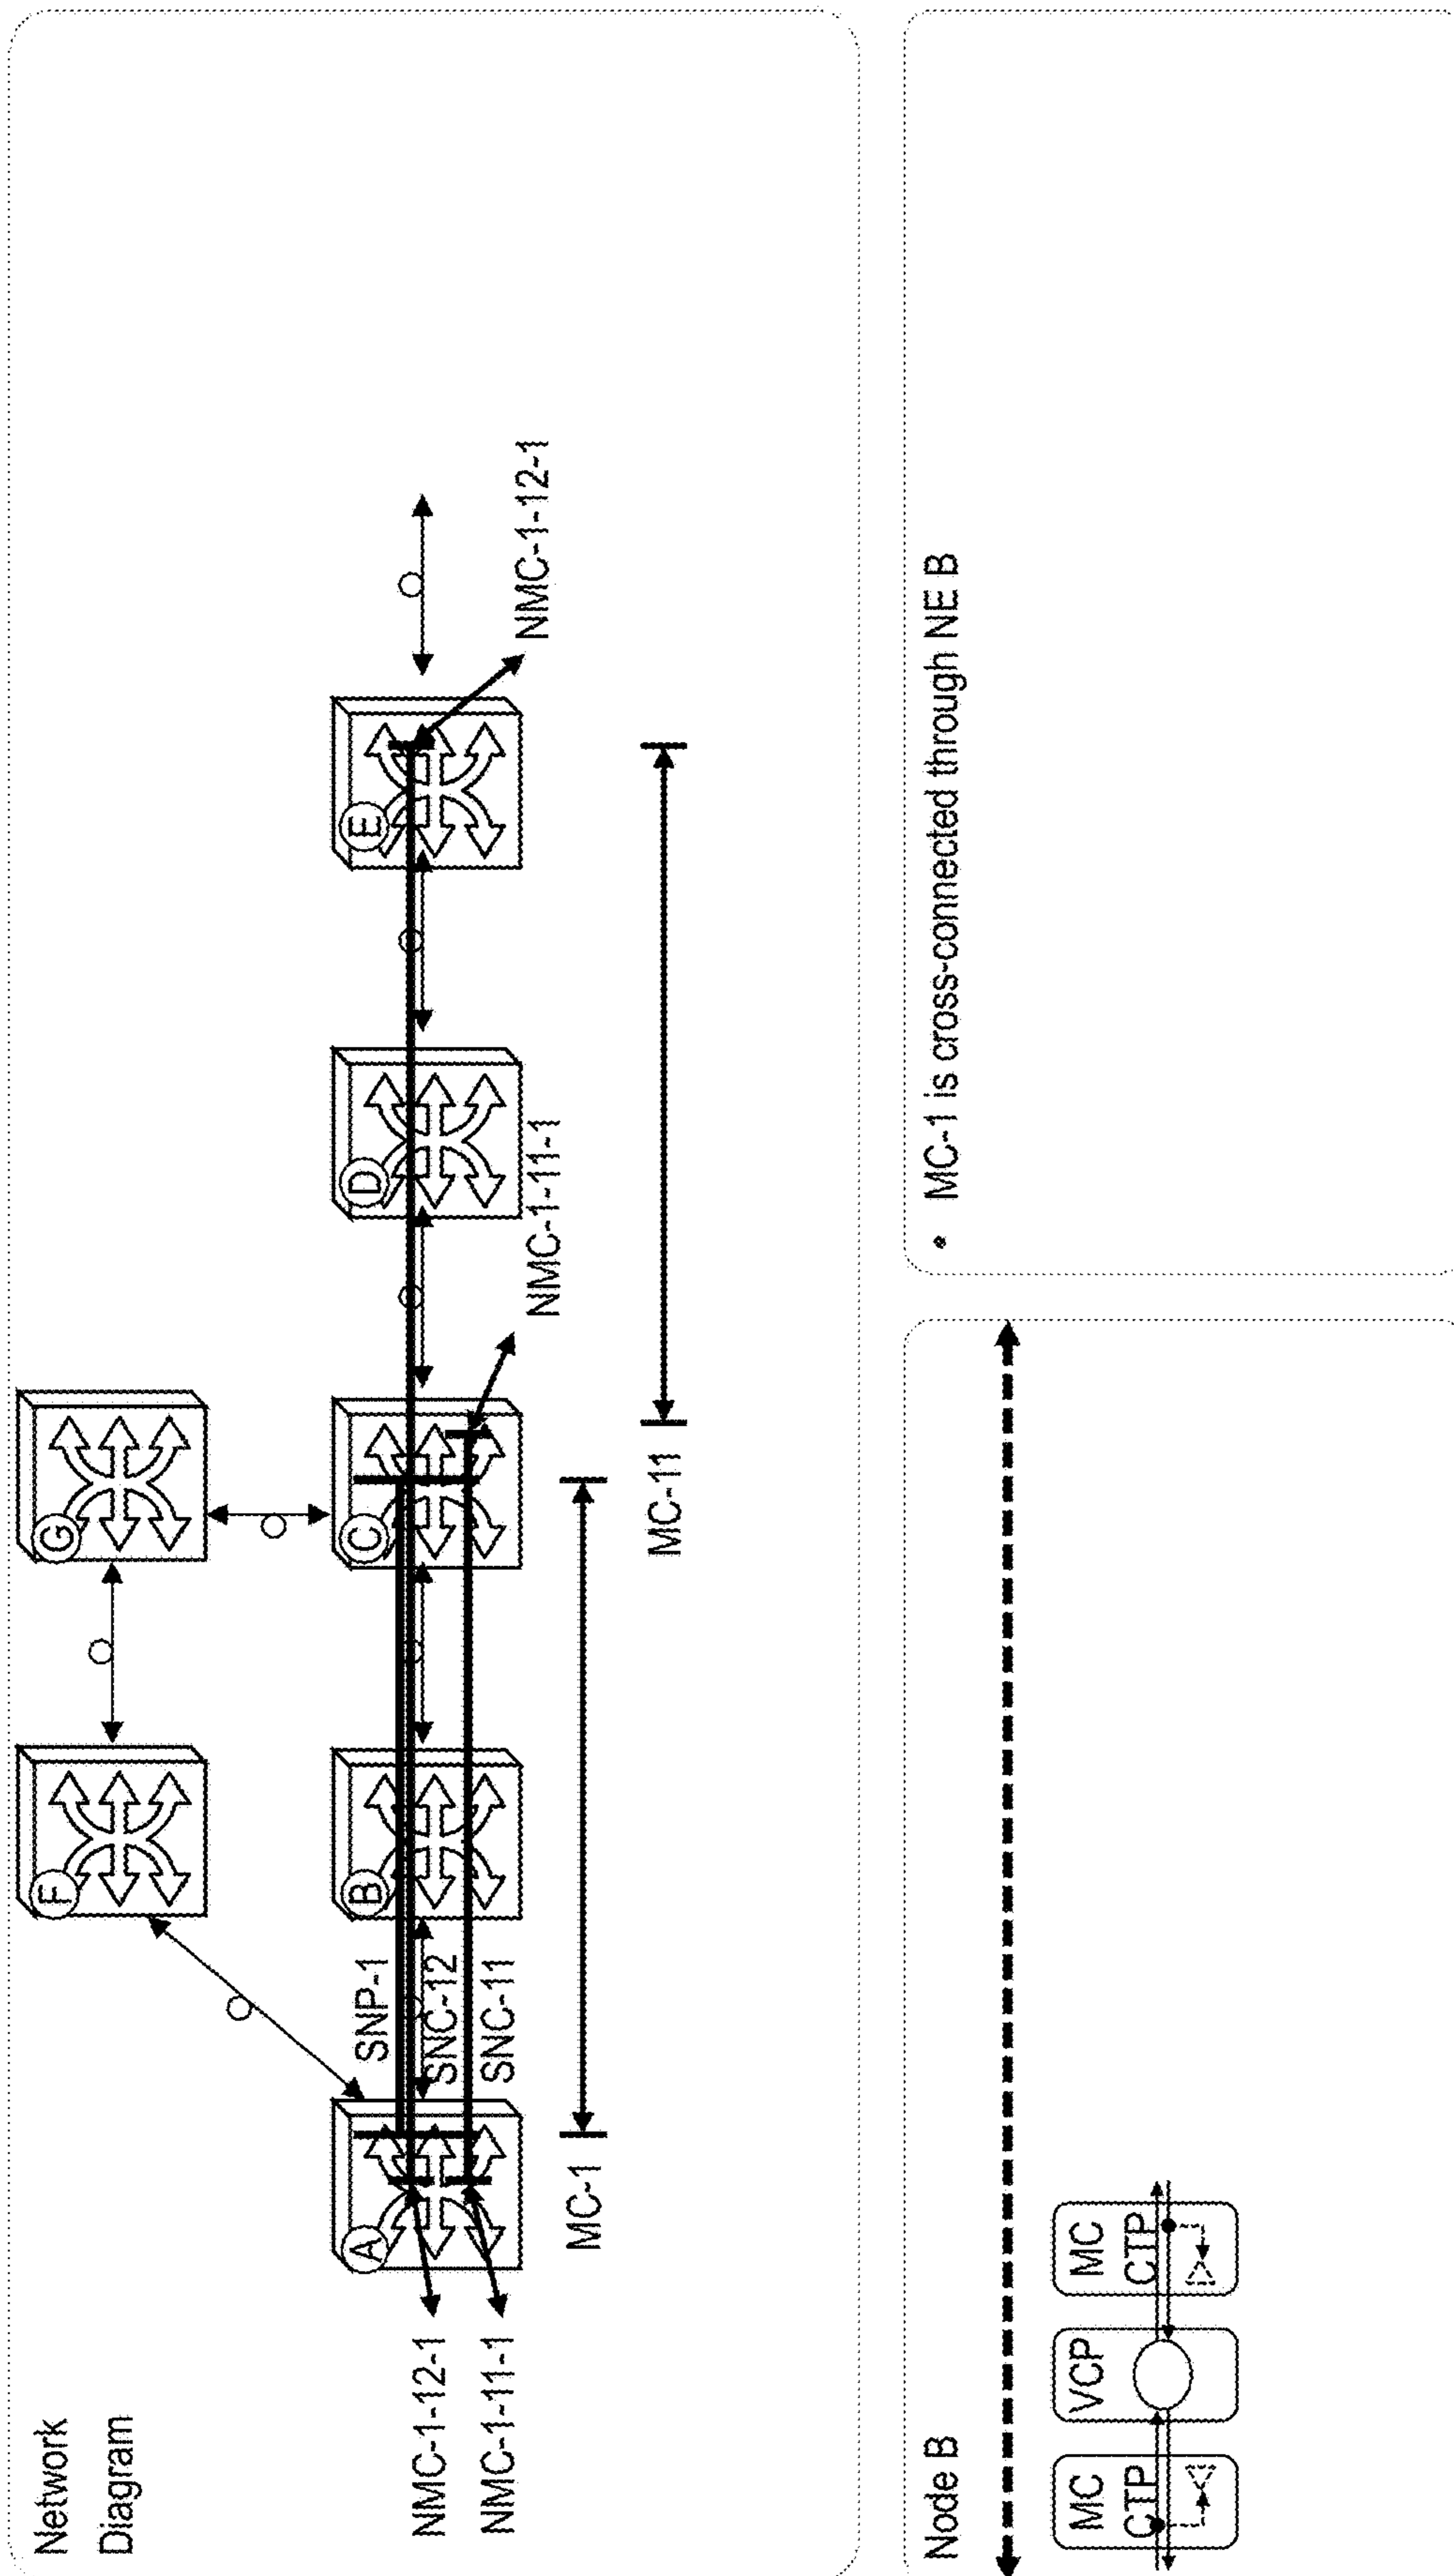 Network
Diagram
F
G
SNP-1
A
B
C
D
E
SNC-12
NMC-1-12-1
SNC-11
NMC-1-11-1
NMC-1-11-1
NMC-1-12-1
MC-1
MC-11
Node B
MC
CTP
VCP
MC
CTP
• MC-1 is cross-connected through NE B